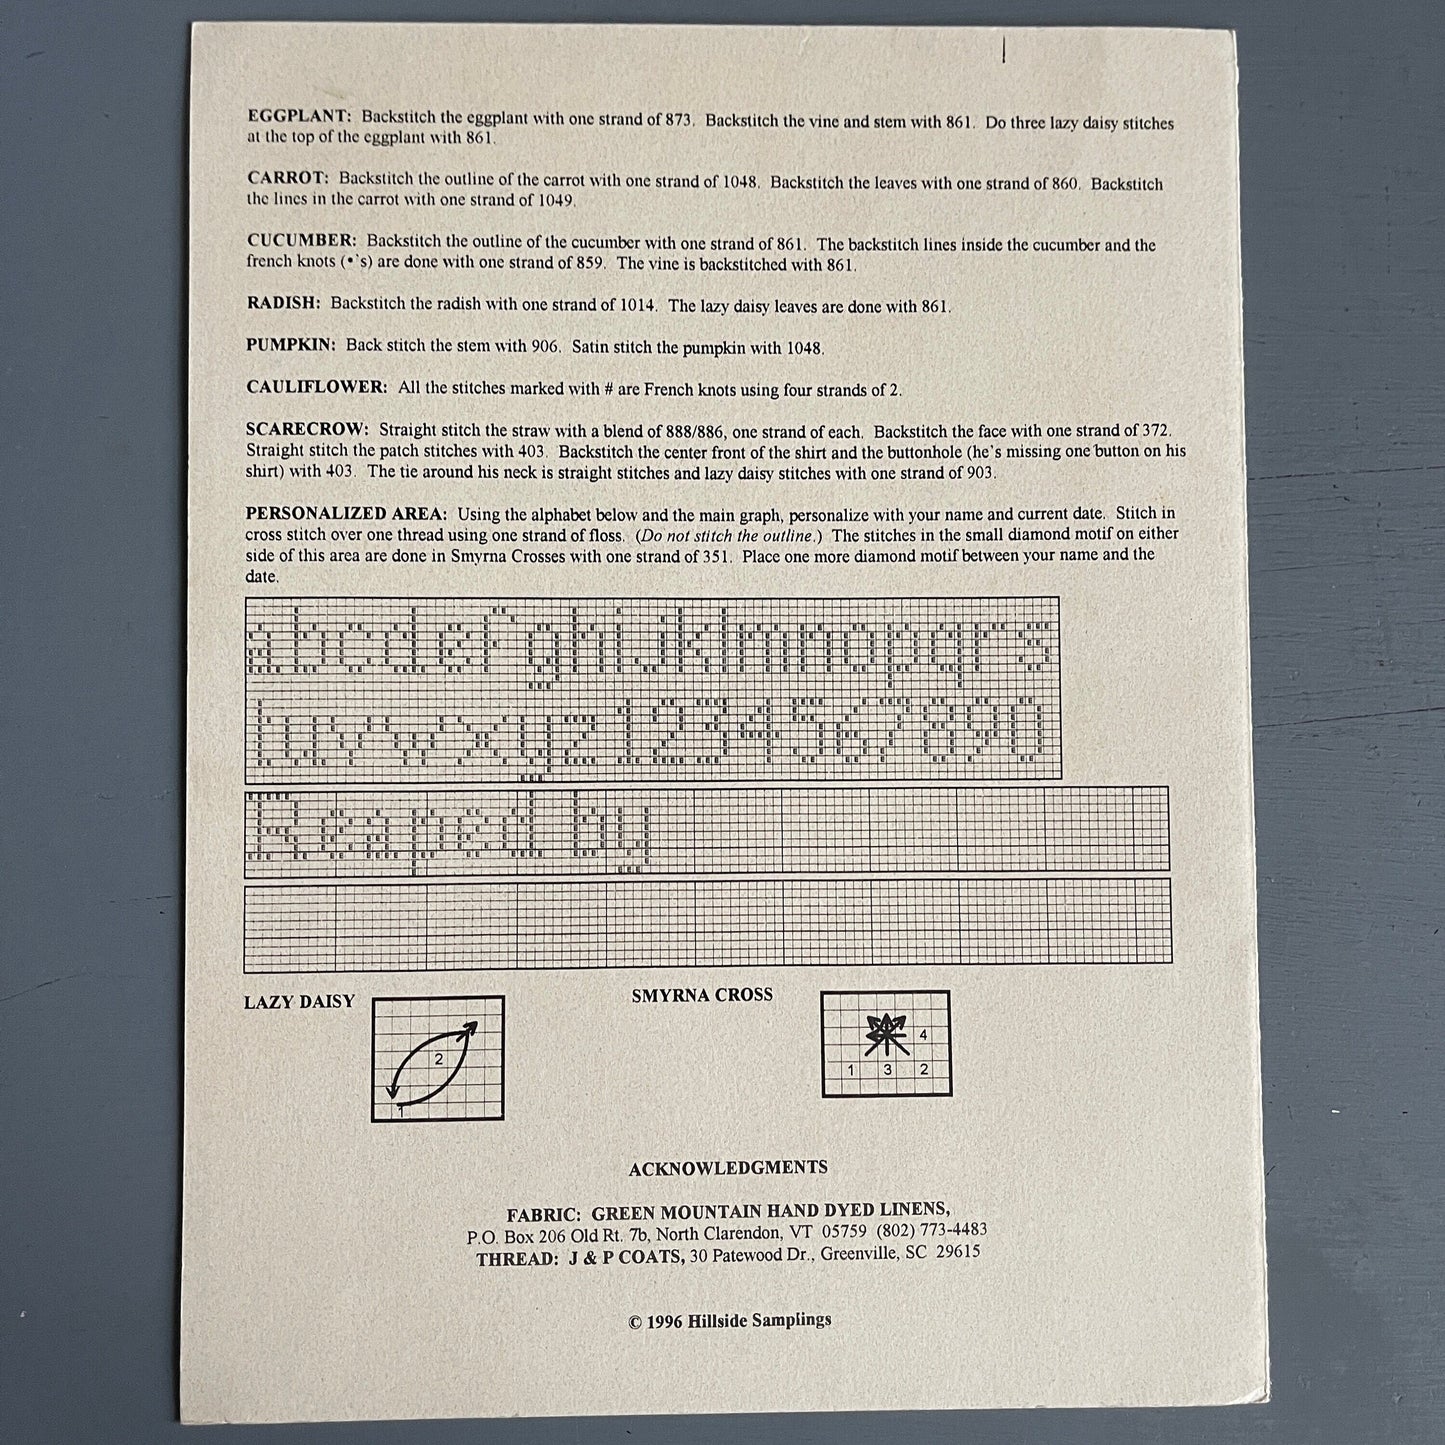 EGGPLANT: Backstitch the eggplant with one strand of 873. Backstitch the vine and stem with 861. Do three lazy daisy stitches
at the top of the eggplant with 861.
CARROT: Backstitch the outline of the carrot with one strand of 1048. Backstitch the leaves with one strand of 860. Backstitch
the lines in the carrot with one strand of 1049.
CUCUMBER: Backstitch the outline of the cucumber with one strand of 861. The backstitch lines inside the cucumber and the
french knots (•`s) are done with one strand of 859. The vine is backstitched with 861.
RADISH: Backstitch the radish with one strand of 1014. The lazy daisy leaves are done with 861.
PUMPKIN: Back stitch the stem with 906. Satin stitch the pumpkin with 1048.
CAULIFLOWER: All the stitches marked with # are French knots using four strands of 2.
SCARECROW: Straight stitch the straw with a blend of 888/886, one strand of each. Backstitch the face with one strand of 372.
Straight stitch the patch stitches with 403. Backstitch the center front of the shirt and the buttonhole (he's missing one button on his
shirt) with 403. The tie around his neck is straight stitches and lazy daisy stitches with one strand of 903.
PERSONALIZED AREA: Using the alphabet below and the main graph, personalize with your name and current date. Stitch in
cross stitch over one thread using one strand of floss. (Do not stitch the outline.) The stitches in the small diamond motif on either
side of this area are done in Smyrna Crosses with one strand of 351. Place one more diamond motif between your name and the
date.
abcdefghijklmnopqrs
tuvwxyz1234567890
Reaped by
LAZY DAISY
2
1
SMYRNA CROSS
4
1 3 2
ACKNOWLEDGMENTS
FABRIC: GREEN MOUNTAIN HAND DYED LINENS,
P.O. Box 206 Old Rt. 7b, North Clarendon, VT 05759 (802) 773-4483
THREAD: J & P COATS, 30 Patewood Dr., Greenville, SC 29615
© 1996 Hillside Samplings